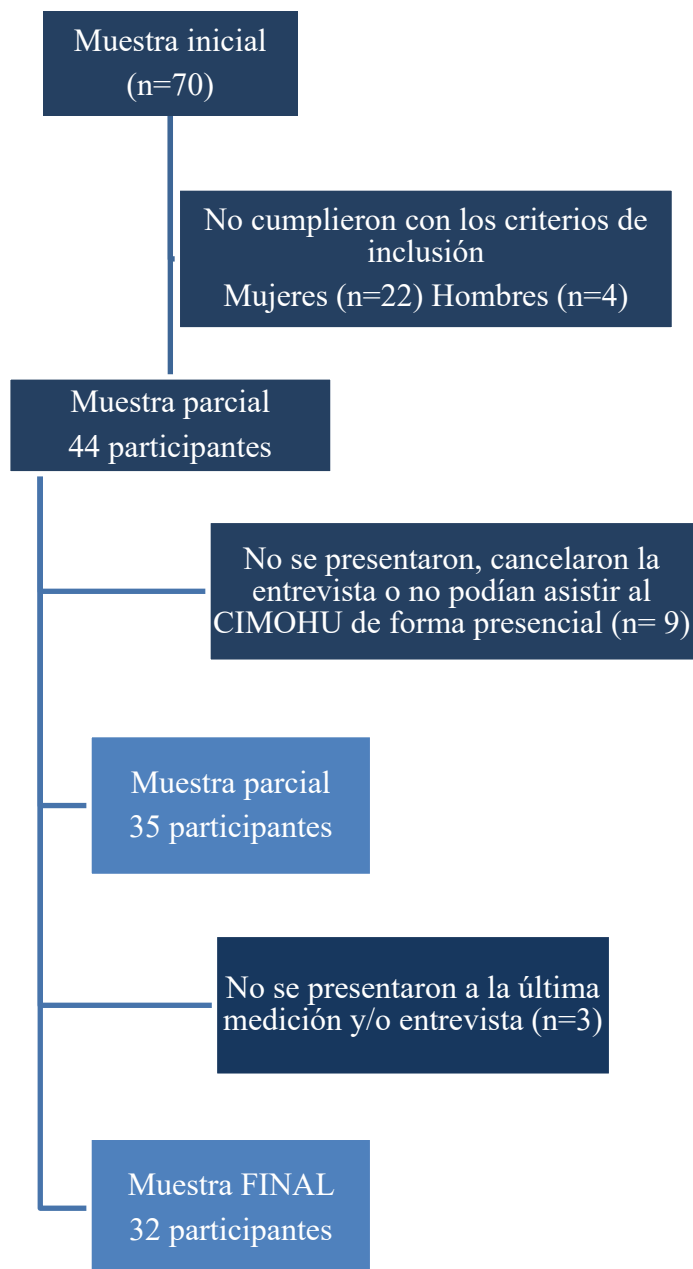 Muestra inicial
(n=70)
No cumplieron con los criterios de
inclusión
Mujeres (n=22) Hombres (n=4)
Muestra parcial
44 participantes
No se presentaron, cancelaron la
entrevista o no podían asistir al
CIMOHU de forma presencial (n= 9)
Muestra parcial
35 participantes
No se presentaron a la última
medición y/o entrevista (n=3)
Muestra FINAL
32 participantes